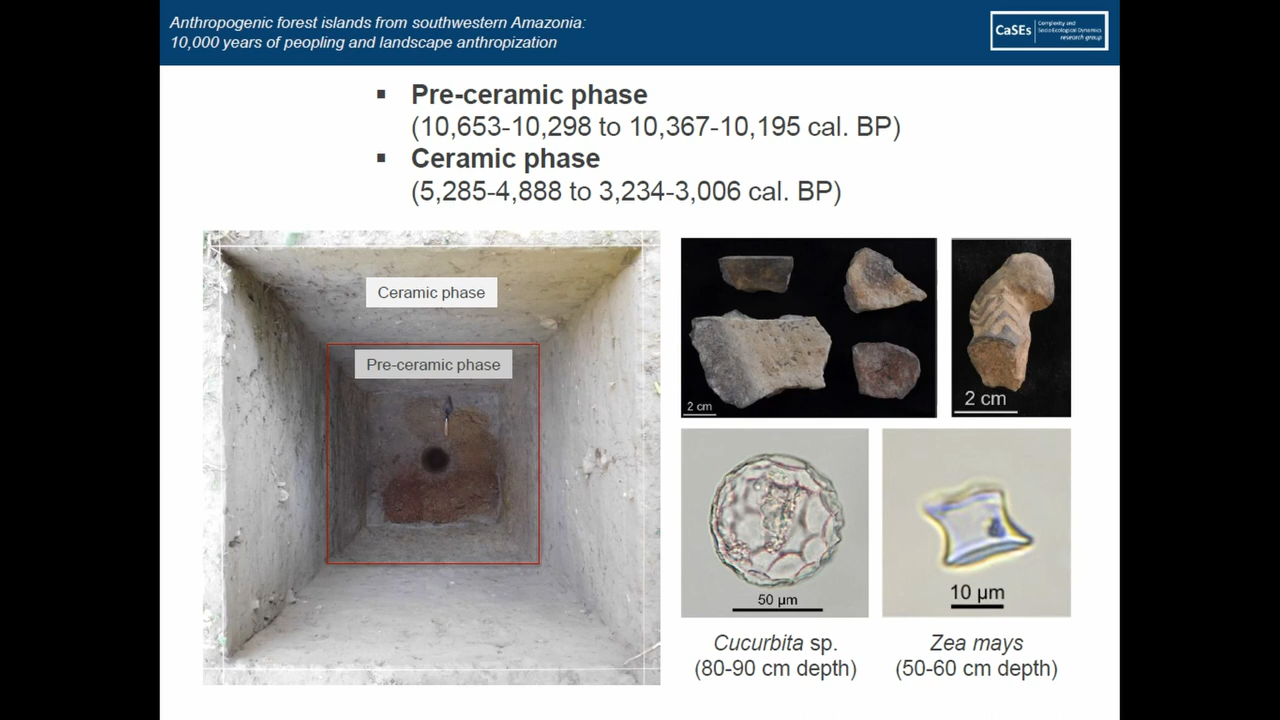 Anthropogenic forest islands from southwestern Amazonia:
10,000 years of peopling and landscape anthropization
CaSEs
Complexity and
Socio-Ecological Dynamics
research group
▪ Pre-ceramic phase
(10,653-10,298 to 10,367-10,195 cal. BP)
▪ Ceramic phase
(5,285-4,888 to 3,234-3,006 cal. BP)
Ceramic phase
Pre-ceramic phase
2 cm
2 cm
50 µm
10 µm
Cucurbita sp.
(80-90 cm depth)
Zea mays
(50-60 cm depth)